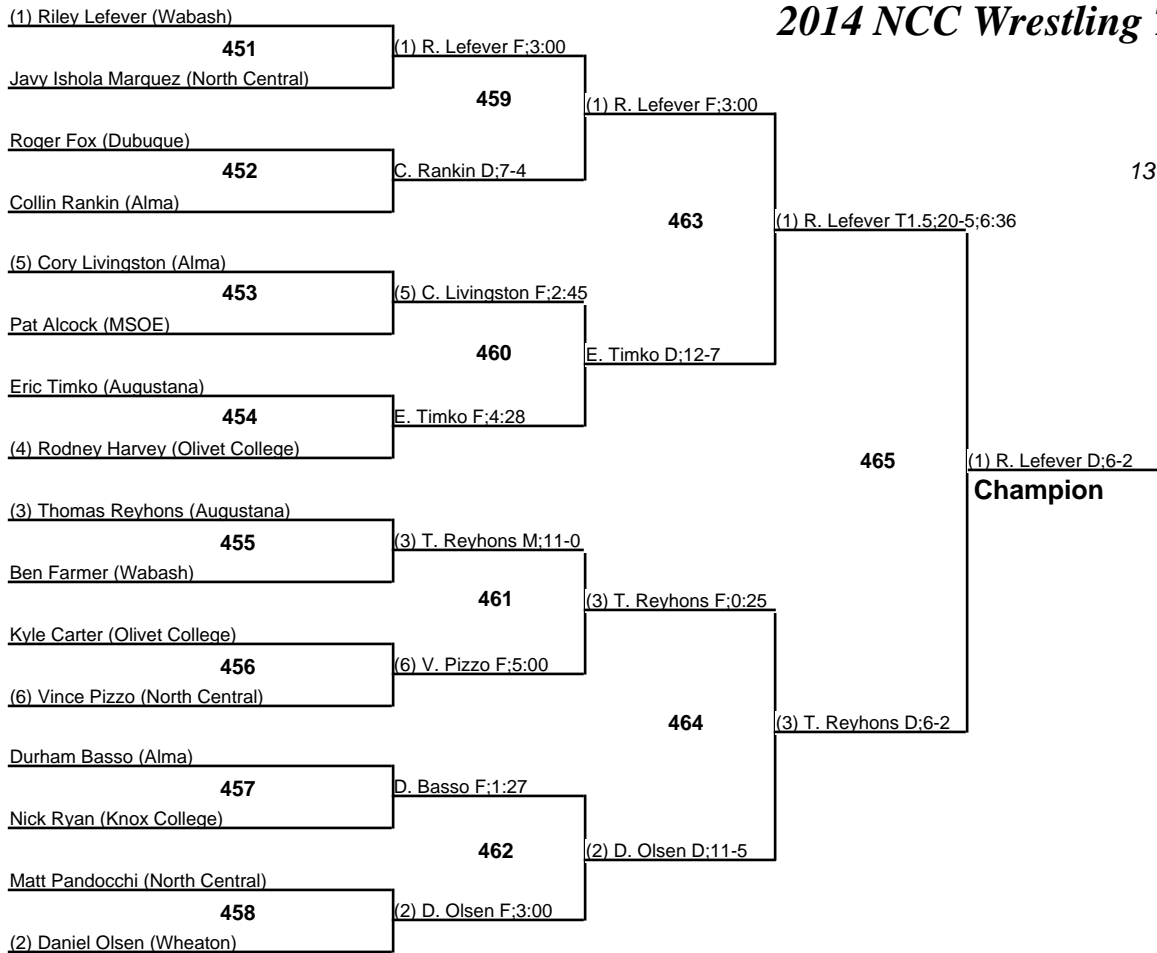 2014 NCC Wrestling
(1) Riley Lefever (Wabash)
451
Javy Ishola Marquez (North Central)
(1) R. Lefever F;3:00
459
Roger Fox (Dubuque)
452
Collin Rankin (Alma)
C. Rankin D;7-4
(1) R. Lefever F;3:00
13
463
(5) Cory Livingston (Alma)
453
Pat Alcock (MSOE)
(5) C. Livingston F;2:45
460
Eric Timko (Augustana)
454
(4) Rodney Harvey (Olivet College)
E. Timko F;4:28
E. Timko D;12-7
(1) R. Lefever T1.5;20-5;6:36
465
(1) R. Lefever D;6-2
Champion
(3) Thomas Reyhons (Augustana)
455
Ben Farmer (Wabash)
(3) T. Reyhons M;11-0
461
Kyle Carter (Olivet College)
456
(6) Vince Pizzo (North Central)
(6) V. Pizzo F;5:00
(3) T. Reyhons F;0:25
464
(3) T. Reyhons D;6-2
Durham Basso (Alma)
457
Nick Ryan (Knox College)
D. Basso F;1:27
462
Matt Pandocchi (North Central)
458
(2) Daniel Olsen (Wheaton)
(2) D. Olsen F;3:00
(2) D. Olsen D;11-5